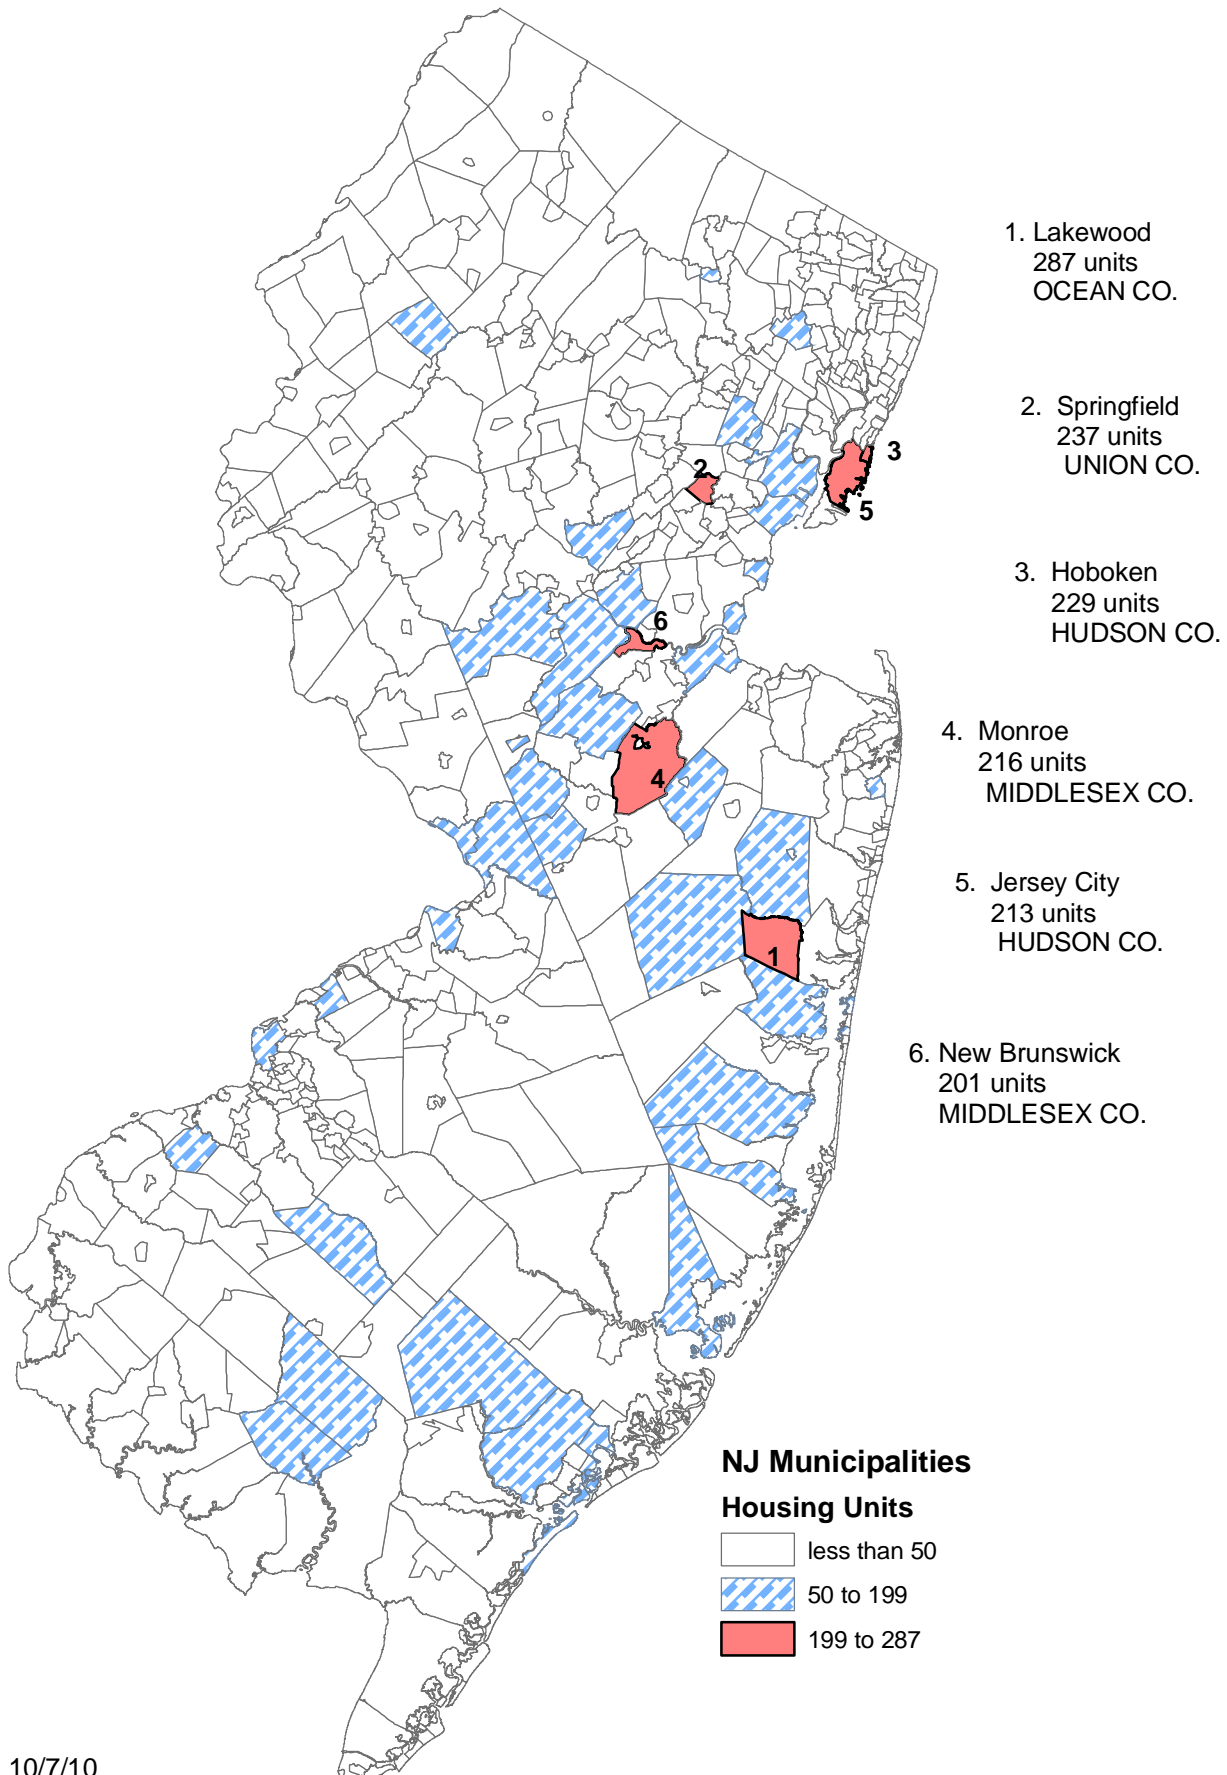 1. Lakewood
287 units
OCEAN CO.
2. Springfield
237 units
UNION CO.
3. Hoboken
229 units
HUDSON CO.
4. Monroe
216 units
MIDDLESEX CO.
5. Jersey City
213 units
HUDSON CO.
6. New Brunswick
201 units
MIDDLESEX CO.
3
2
5
6
4
1
NJ Municipalities
Housing Units
less than 50
50 to 199
199 to 287
10/7/10